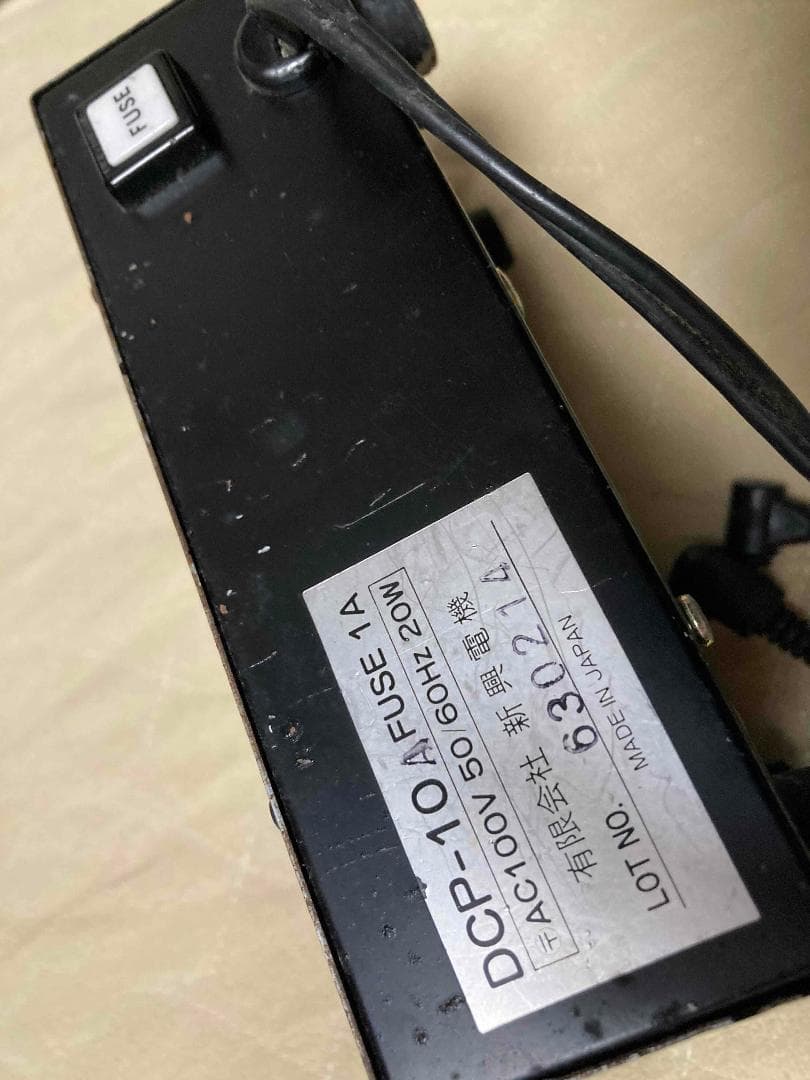 FUSE
DCP-10A FUSE 1A
〒 AC100V 50/60Hz 20W
有限会社 新興電機
LOT NO. 630214
MADE IN JAPAN